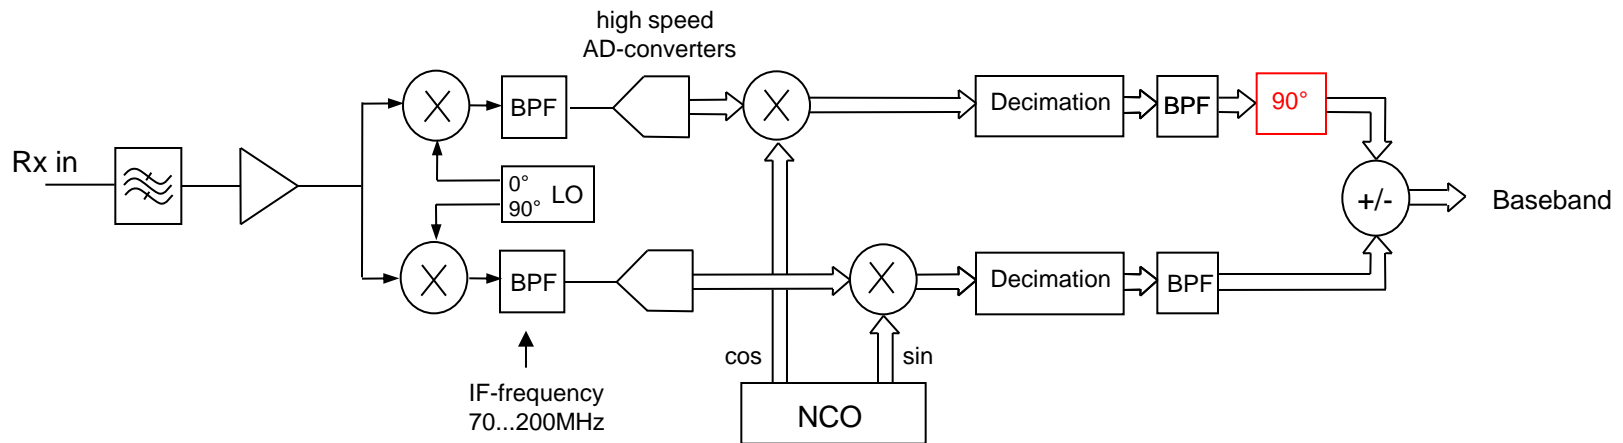 high speed
AD-converters
BPF
Decimation
BPF
90°
Rx in
0°
90°
LO
+/-
Baseband
BPF
Decimation
BPF
cos
sin
IF-frequency
70...200MHz
NCO